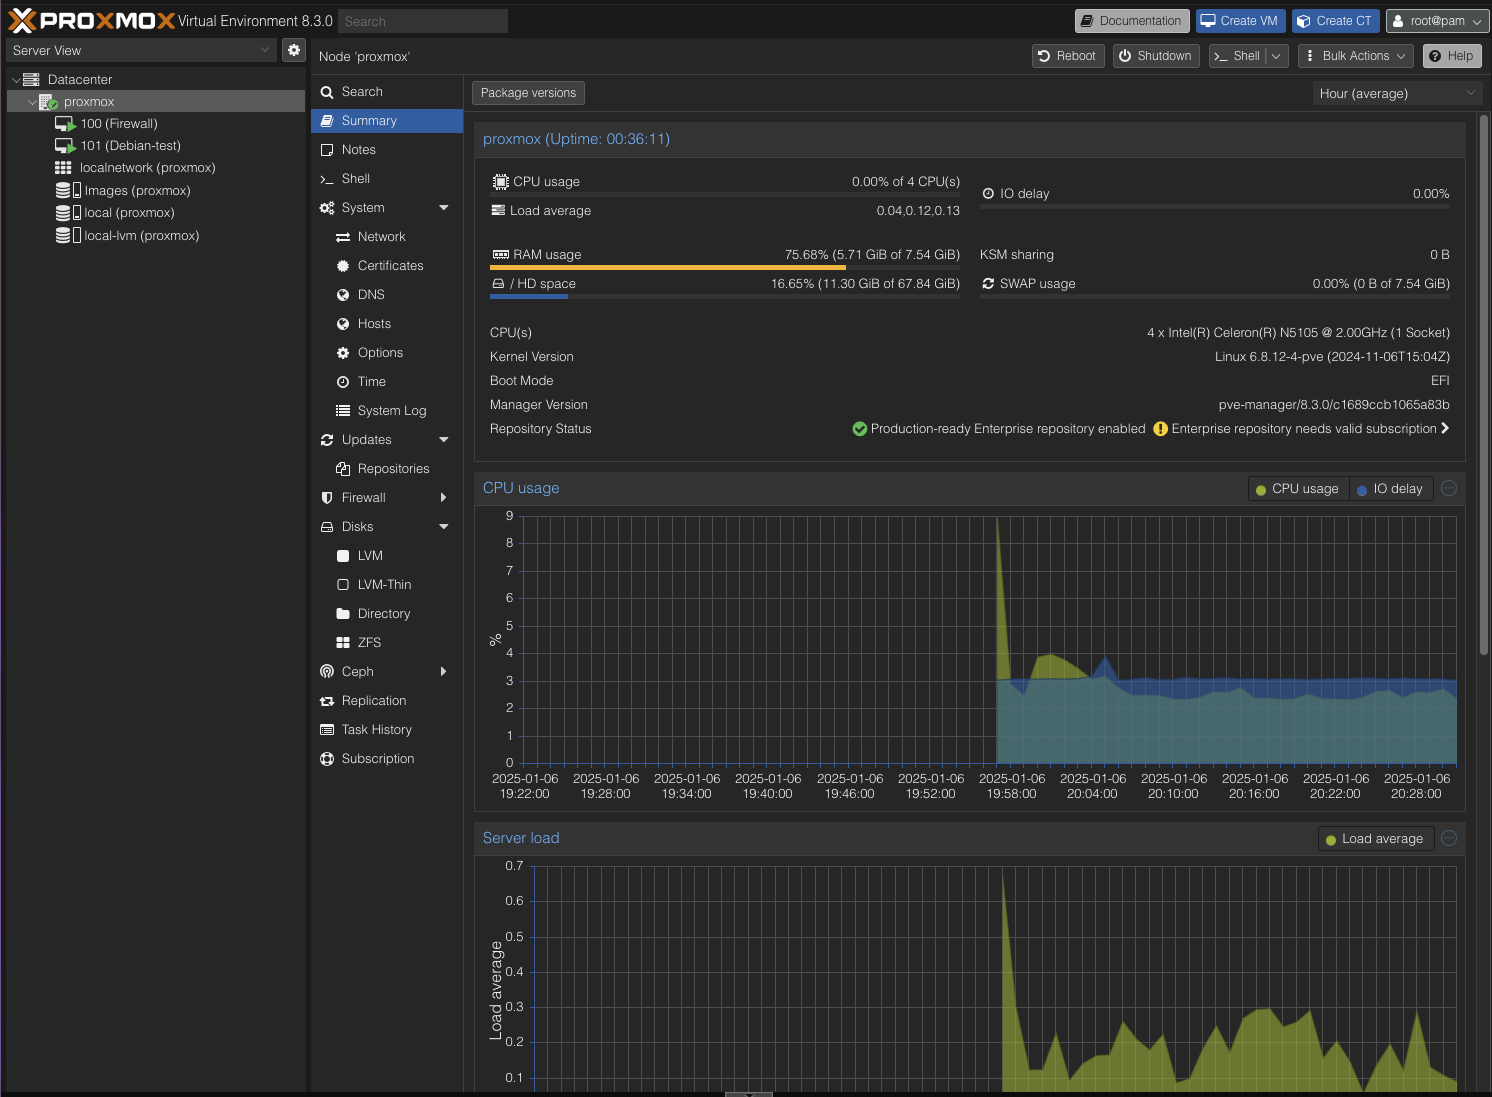 PROXMOX Virtual Environment 8.3.0 Search Documentation Create VM Create CT root@pam
Server View
Datacenter
proxmox
100 (Firewall)
101 (Debian-test)
localnetwork (proxmox)
Images (proxmox)
local (proxmox)
local-lvm (proxmox)
Node 'proxmox' Reboot Shutdown Shell Bulk Actions Help
Search
Summary
Notes
Shell
System
Network
Certificates
DNS
Hosts
Options
Time
System Log
Updates
Repositories
Firewall
Disks
LVM
LVM-Thin
Directory
ZFS
Ceph
Replication
Task History
Subscription
Package versions Hour (average)
proxmox (Uptime: 00:36:11)
CPU usage 0.00% of 4 CPU(s)
IO delay 0.00%
Load average 0.04,0.12,0.13
RAM usage 75.68% (5.71 GiB of 7.54 GiB) KSM sharing 0 B
/ HD space 16.65% (11.30 GiB of 67.84 GiB) SWAP usage 0.00% (0 B of 7.54 GiB)
CPU(s) 4 x Intel(R) Celeron(R) N5105 @ 2.00GHz (1 Socket)
Kernel Version Linux 6.8.12-4-pve (2024-11-06T15:04Z)
Boot Mode EFI
Manager Version pve-manager/8.3.0/c1689ccb1065a83b
Repository Status Production-ready Enterprise repository enabled Enterprise repository needs valid subscription
CPU usage CPU usage IO delay
9
8
7
6
5
%
4
3
2
1
0
2025-01-06 2025-01-06 2025-01-06 2025-01-06 2025-01-06 2025-01-06 2025-01-06 2025-01-06 2025-01-06 2025-01-06 2025-01-06 2025-01-06
19:22:00 19:28:00 19:34:00 19:40:00 19:46:00 19:52:00 19:58:00 20:04:00 20:10:00 20:16:00 20:22:00 20:28:00
Server load Load average
0.7
0.6
0.5
Load average
0.4
0.3
0.2
0.1